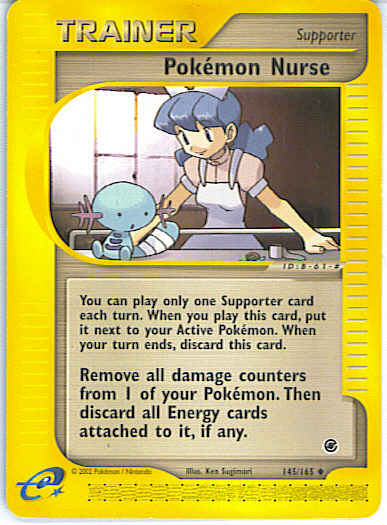 TRAINER
Supporter
Pokémon Nurse
ID:B-61-#
You can play only one Supporter card
each turn. When you play this card, put
it next to your Active Pokémon. When
your turn ends, discard this card.
Remove all damage counters
from 1 of your Pokémon. Then
discard all Energy cards
attached to it, if any.
e
©2002 Pokémon / Nintendo Illus. Ken Sugimori 145/165 ◆